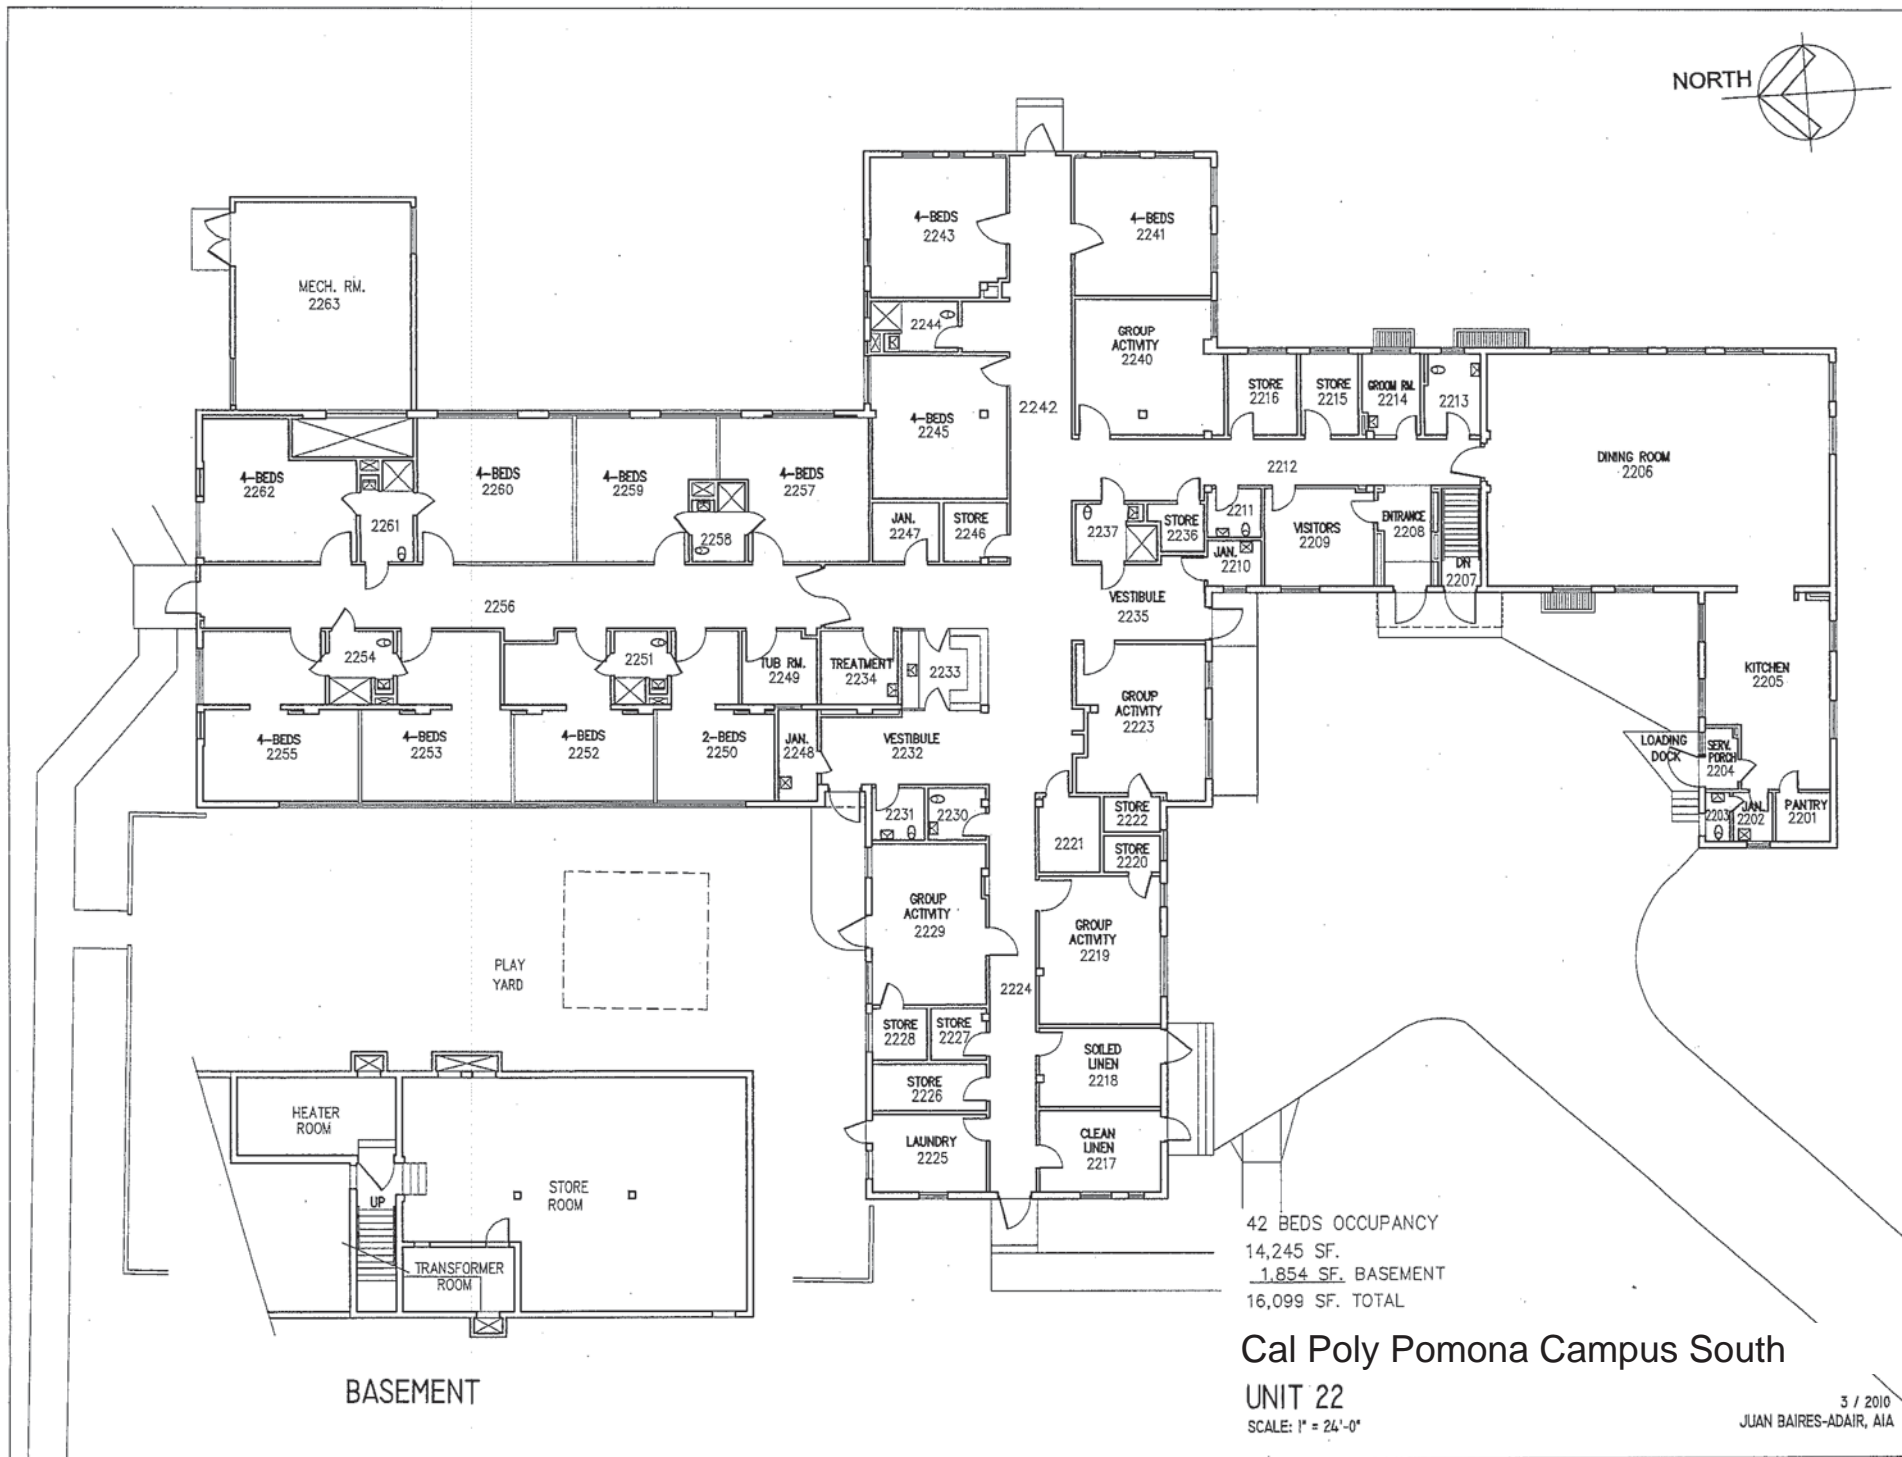 NORTH
4-BEDS
2243
4-BEDS
2241
MECH. RM.
2263
2244
GROUP
ACTIVITY
2240
STORE
2216
STORE
2215
GROOM RM.
2214
2213
2242
4-BEDS
2245
DINING ROOM
2206
2212
4-BEDS
2262
4-BEDS
2260
4-BEDS
2259
4-BEDS
2257
2261
2258
JAN.
2247
STORE
2246
2237
STORE
2236
2211
JAN.
2210
VISITORS
2209
ENTRANCE
2208
DN
2207
2256
VESTIBULE
2235
2254
2251
TUB RM.
2249
TREATMENT
2234
2233
KITCHEN
2205
GROUP
ACTIVITY
2223
4-BEDS
2255
4-BEDS
2253
4-BEDS
2252
2-BEDS
2250
JAN.
2248
VESTIBULE
2232
LOADING
DOCK
SERV.
PORCH
2204
2203
JAN.
2202
PANTRY
2201
2231
2230
STORE
2222
2221
STORE
2220
GROUP
ACTIVITY
2229
GROUP
ACTIVITY
2219
PLAY
YARD
2224
STORE
2228
STORE
2227
SOILED
LINEN
2218
STORE
2226
LAUNDRY
2225
CLEAN
LINEN
2217
HEATER
ROOM
UP
STORE
ROOM
TRANSFORMER
ROOM
BASEMENT
42 BEDS OCCUPANCY
14,245 SF.
1,854 SF. BASEMENT
16,099 SF. TOTAL
Cal Poly Pomona Campus South
UNIT 22
SCALE: 1" = 24'-0"
3 / 2010
JUAN BAIRES-ADAIR, AIA